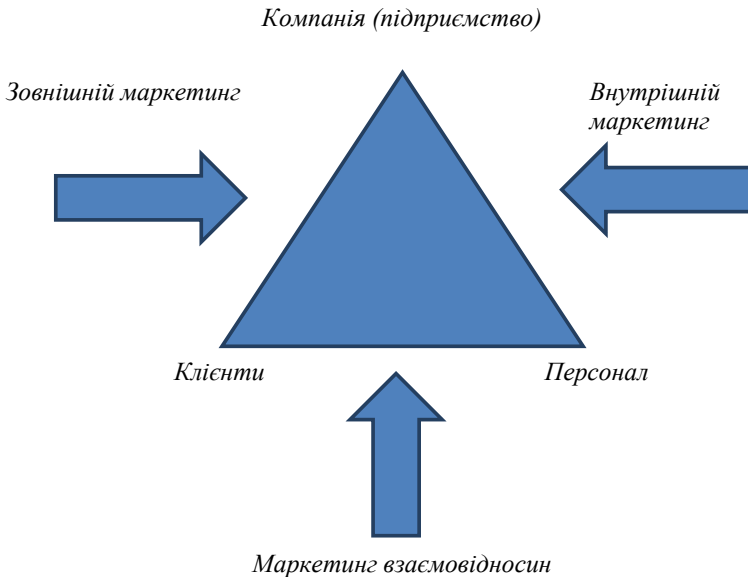 Компанія (підприємство)
Зовнішній маркетинг
Внутрішній
маркетинг
Клієнти
Персонал
Маркетинг взаємовідносин